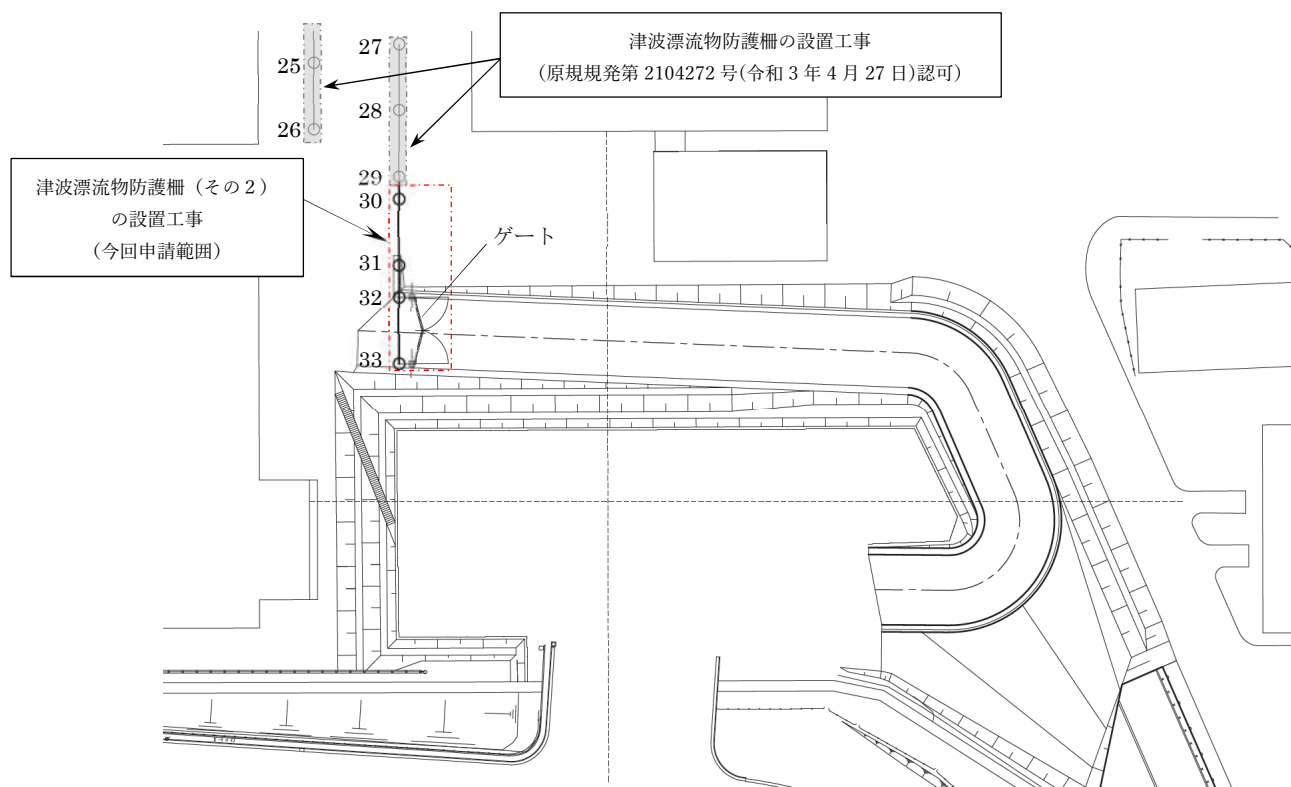 津波漂流物防護柵の設置工事
(原規規発第 2104272 号(令和 3 年 4 月 27 日)認可)
27
25
28
26
29
津波漂流物防護柵（その２）
の設置工事
（今回申請範囲）
30
ゲート
31
32
33